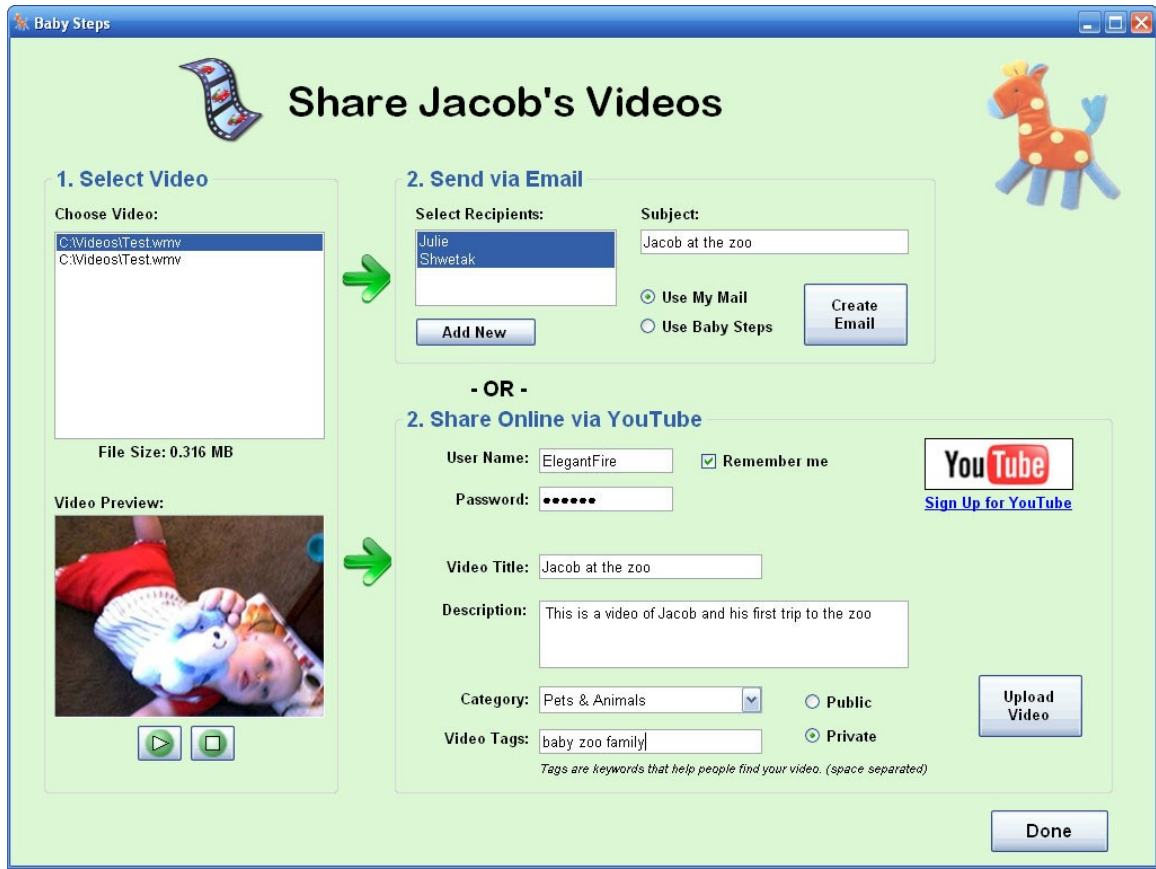 Baby Steps
Share Jacob's Videos
1. Select Video
Choose Video:
C:\Videos\Test.wmv
C:\Videos\Test.wmv
File Size: 0.316 MB
Video Preview:
2. Send via Email
Select Recipients:
Julie
Shwetak
Add New
Subject:
Jacob at the zoo
Use My Mail
Use Baby Steps
Create
Email
- OR -
2. Share Online via YouTube
User Name: ElegantFire
Remember me
Password: ••••••
YouTube
Sign Up for YouTube
Video Title: Jacob at the zoo
Description: This is a video of Jacob and his first trip to the zoo
Category: Pets & Animals
Public
Private
Video Tags: baby zoo family
Tags are keywords that help people find your video. (space separated)
Upload
Video
Done